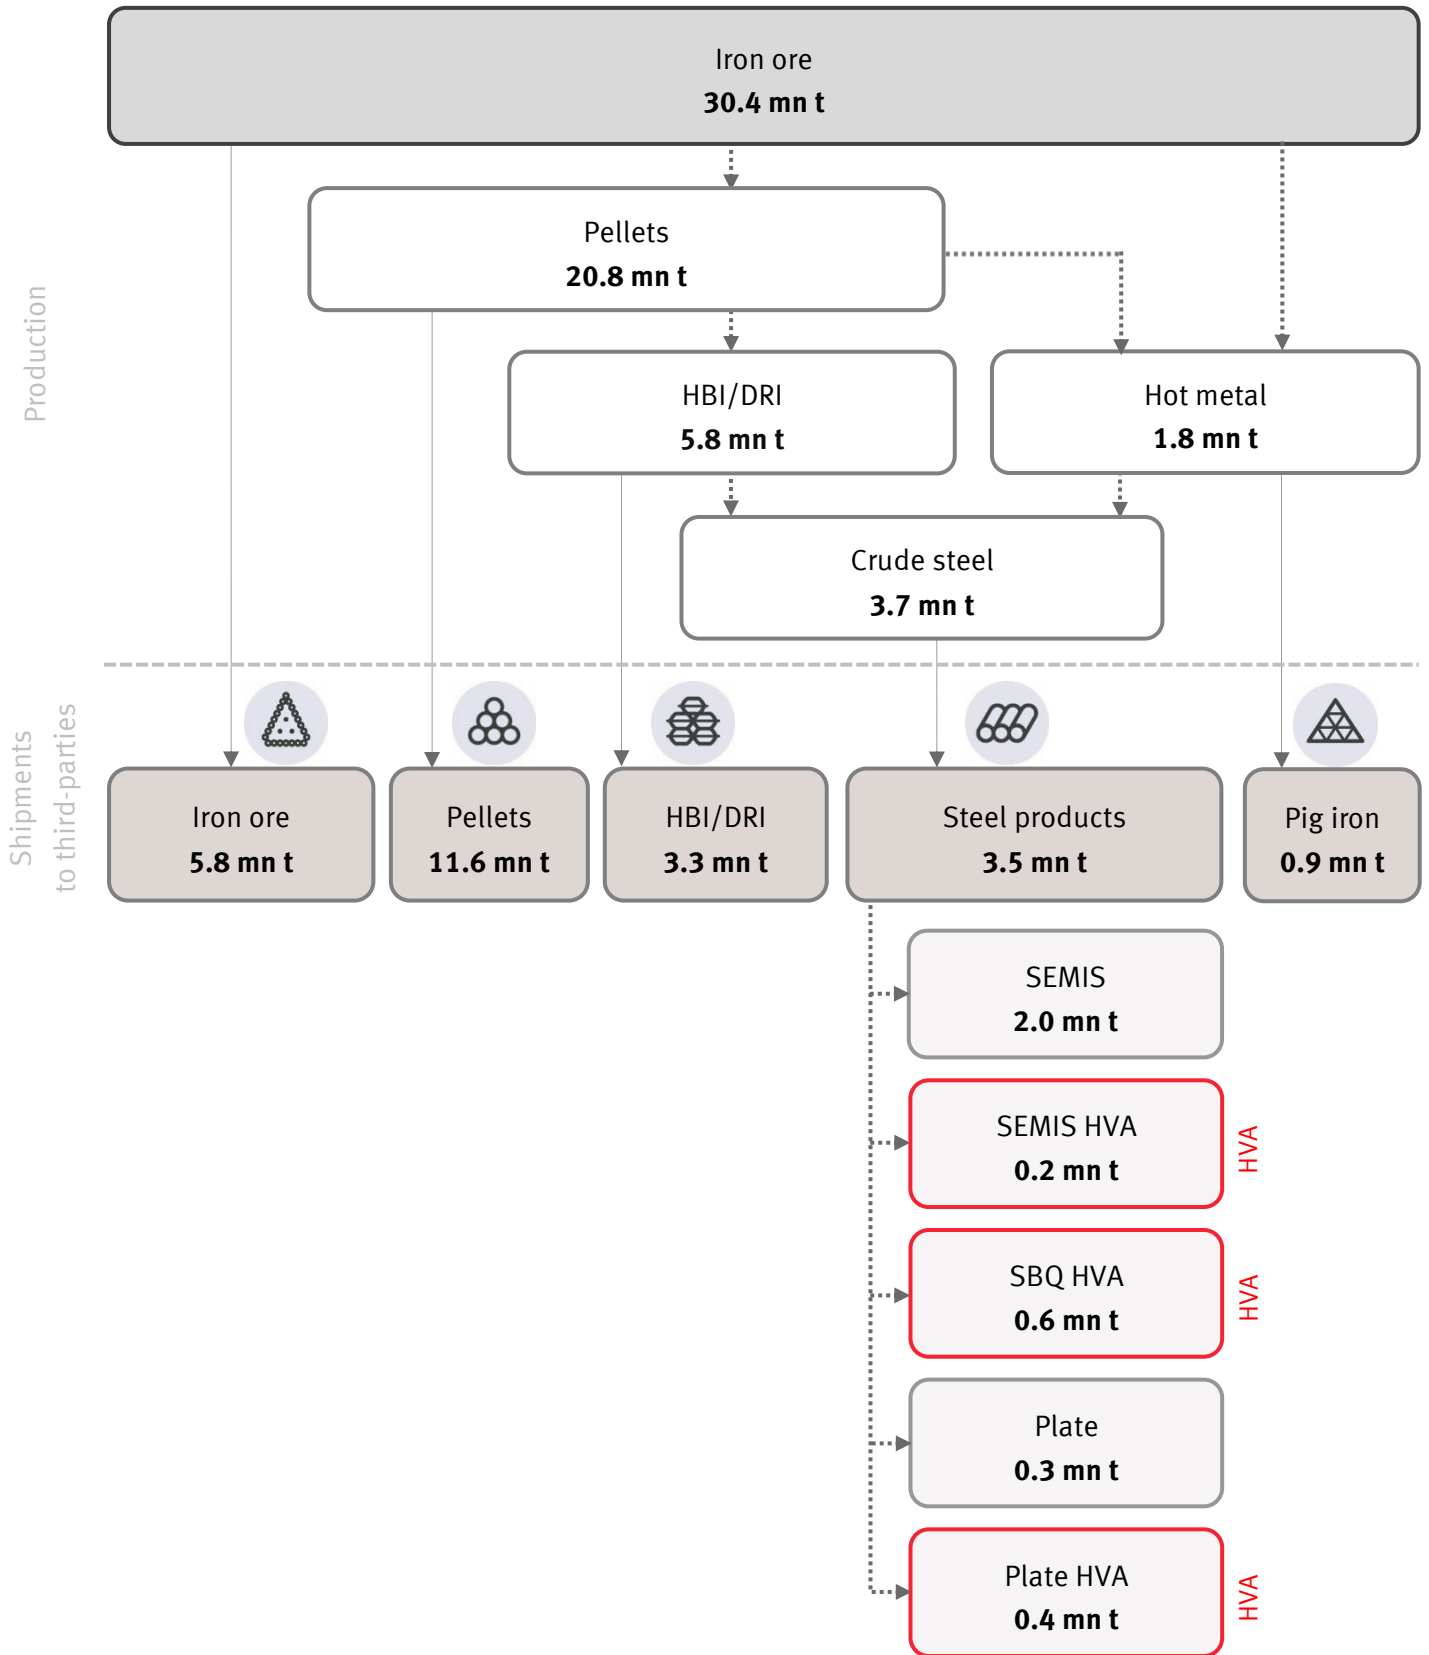 Iron ore
30.4 mn t
Production
Pellets
20.8 mn t
HBI/DRI
5.8 mn t
Hot metal
1.8 mn t
Crude steel
3.7 mn t
Shipments
to third-parties
Iron ore
5.8 mn t
Pellets
11.6 mn t
HBI/DRI
3.3 mn t
Steel products
3.5 mn t
Pig iron
0.9 mn t
SEMIS
2.0 mn t
SEMIS HVA
0.2 mn t
HVA
SBQ HVA
0.6 mn t
HVA
Plate
0.3 mn t
Plate HVA
0.4 mn t
HVA